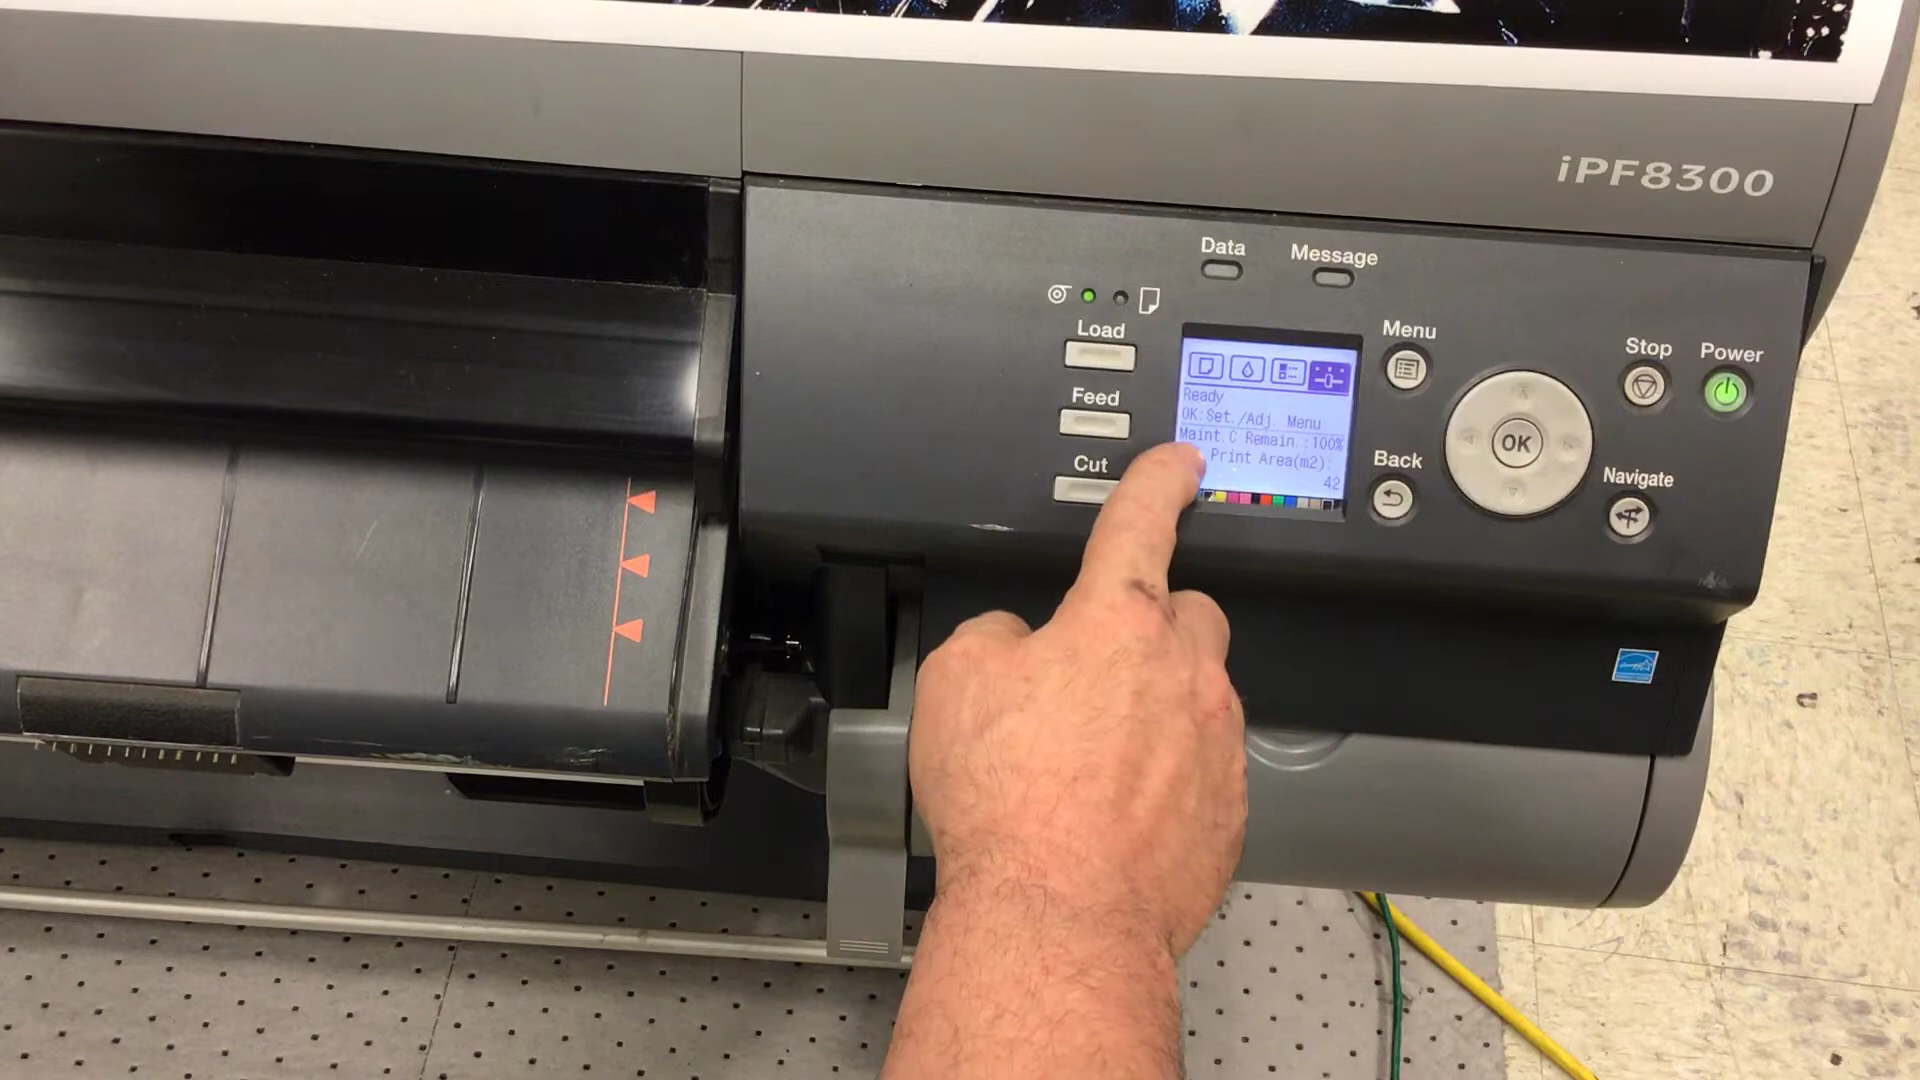 iPF8300
Data
Message
Load
Menu
Stop
Power
Feed
Ready
OK:Set./Adj. Menu
Maint.C Remain.:100%
Print Area(m2):
42
OK
Cut
Back
Navigate